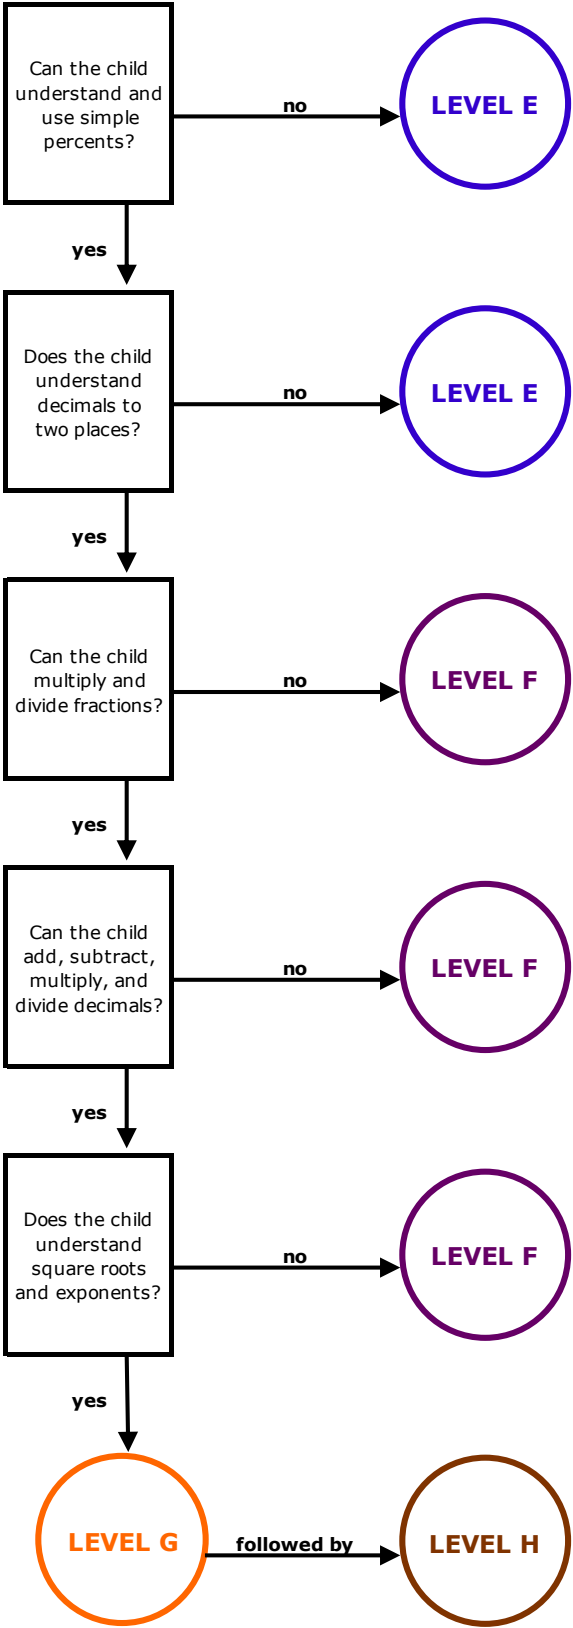 Can the child
understand and
use simple
percents?
no
LEVEL E
yes
Does the child
understand
decimals to
two places?
no
LEVEL E
yes
Can the child
multiply and
divide fractions?
no
LEVEL F
yes
Can the child
add, subtract,
multiply, and
divide decimals?
no
LEVEL F
yes
Does the child
understand
square roots
and exponents?
no
LEVEL F
yes
LEVEL G
followed by
LEVEL H